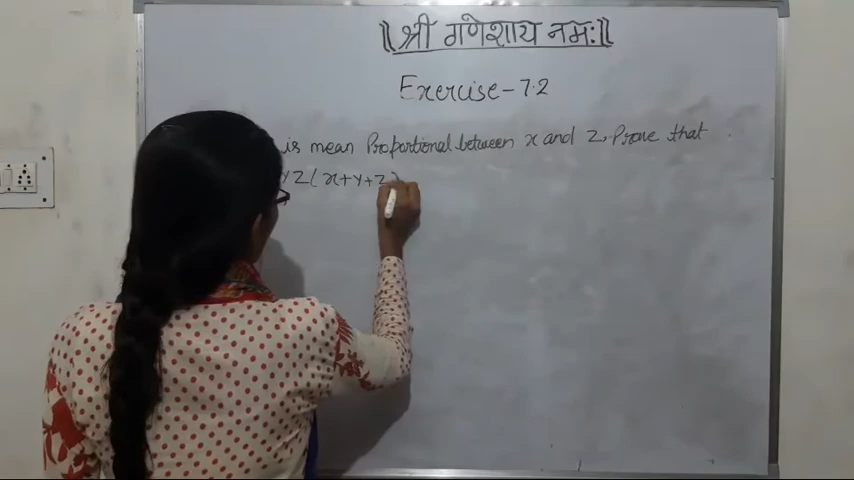 ॥ श्री गणेशाय नमः ॥
Exercise - 7.2
is mean Proportional between x and z, Prove that
yz(x+y+z)